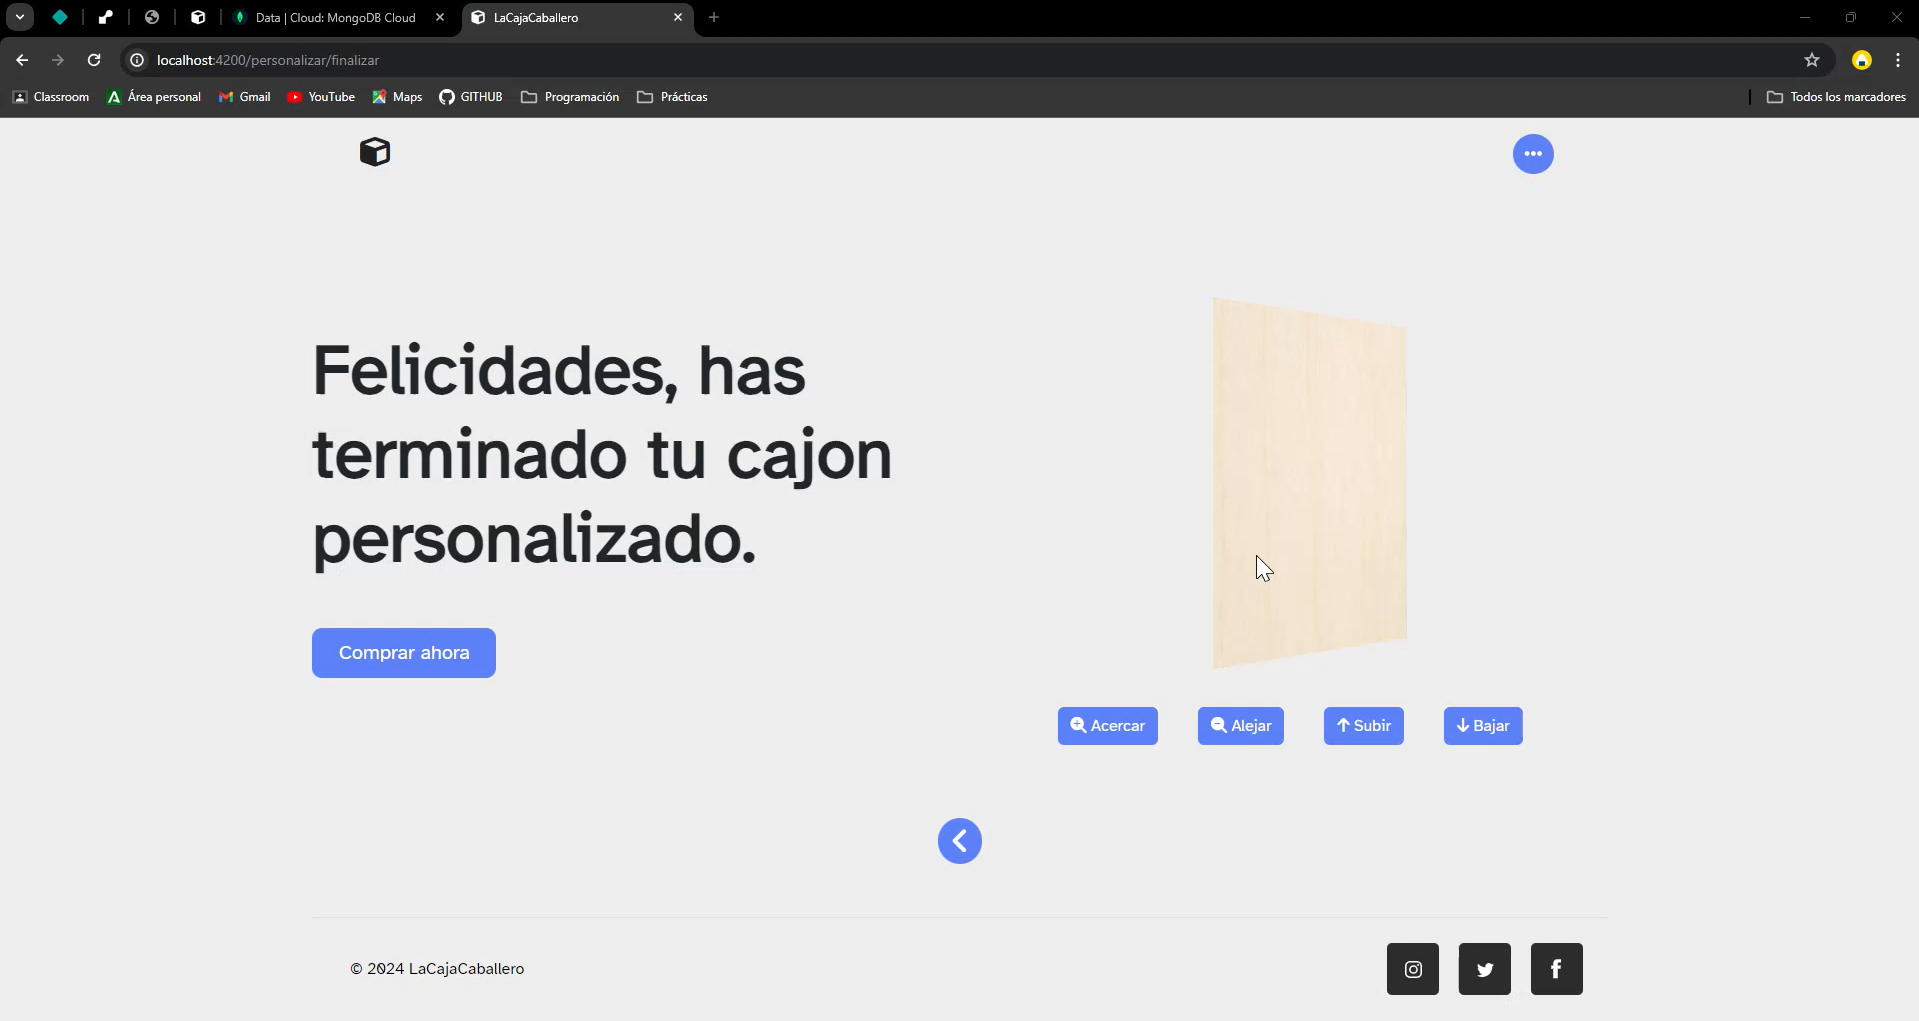 Data | Cloud: MongoDB Cloud
LaCajaCaballero
localhost:4200/personalizar/finalizar
Classroom
Área personal
Gmail
YouTube
Maps
GITHUB
Programación
Prácticas
Todos los marcadores
Felicidades, has
terminado tu cajon
personalizado.
Comprar ahora
Acercar
Alejar
Subir
Bajar
© 2024 LaCajaCaballero